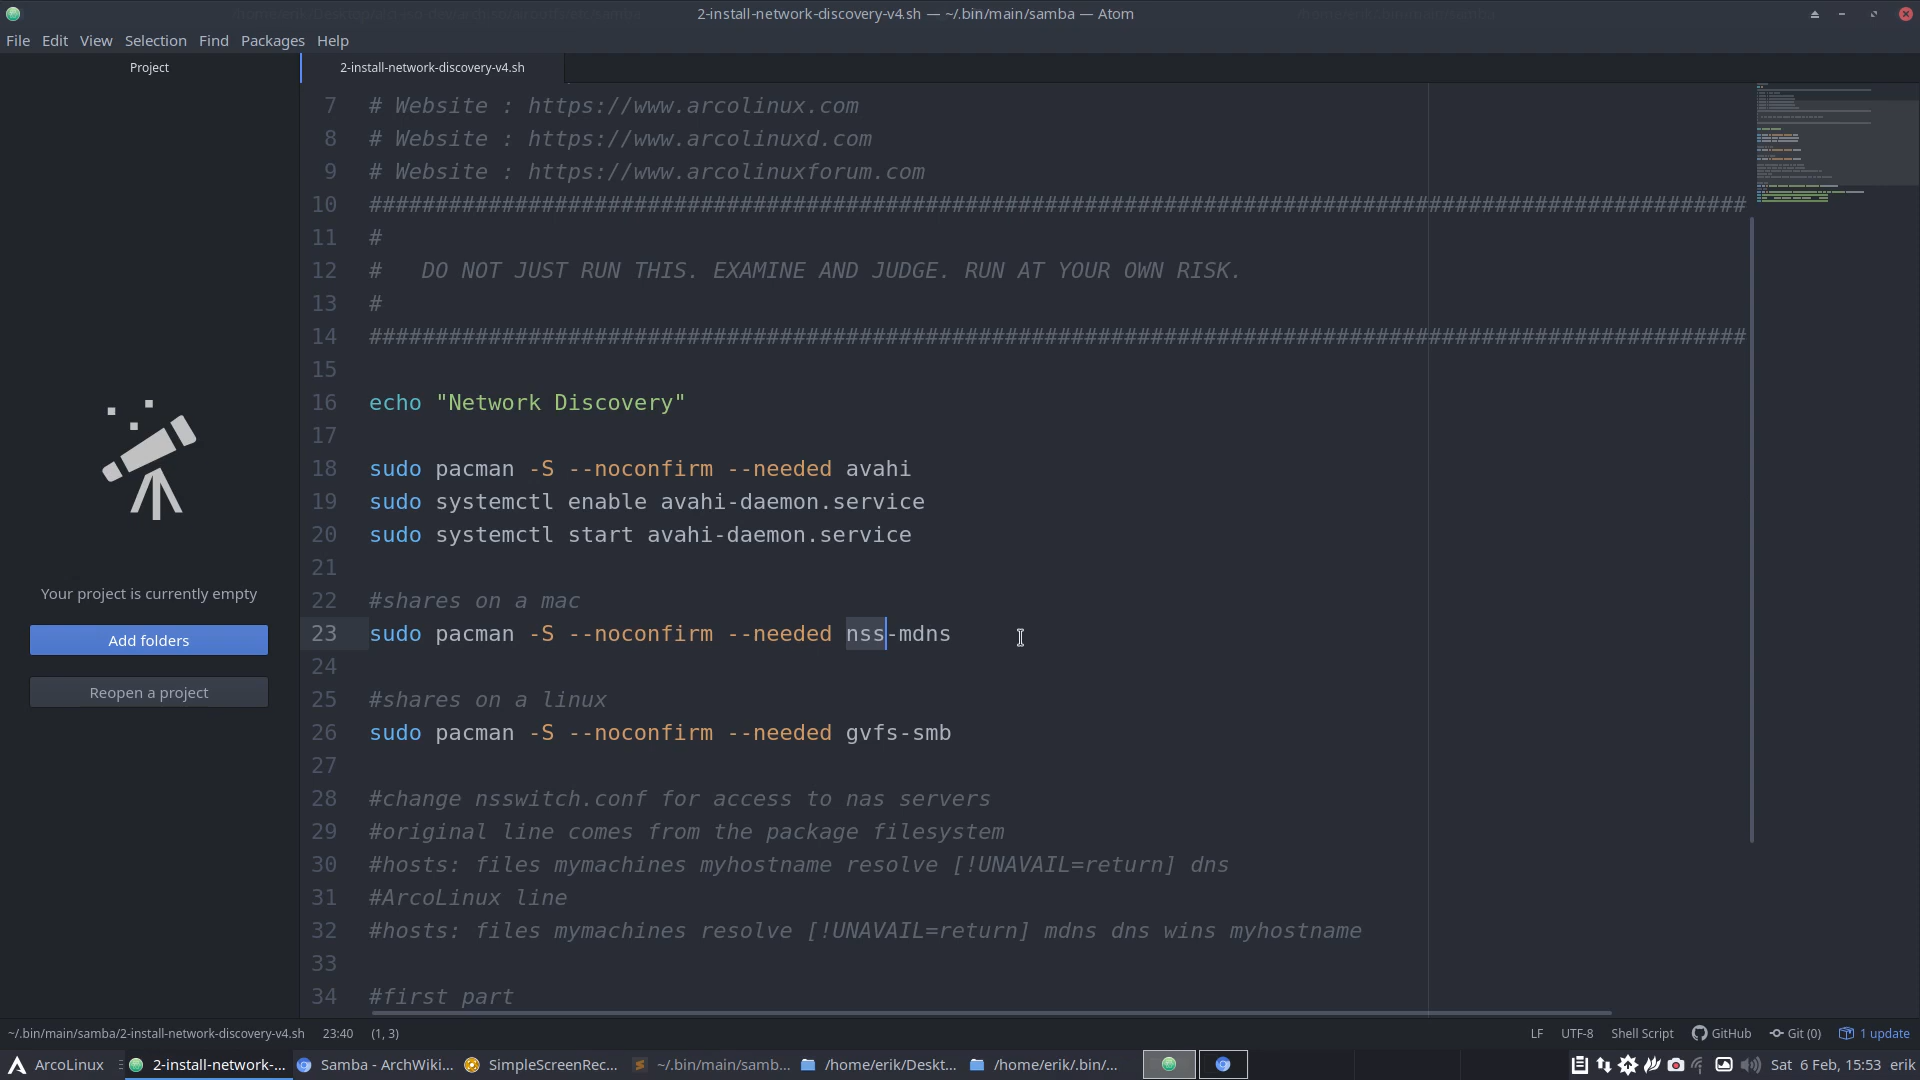 2-install-network-discovery-v4.sh — ~/.bin/main/samba — Atom
File Edit View Selection Find Packages Help
Project
2-install-network-discovery-v4.sh
7 # Website : https://www.arcolinux.com
8 # Website : https://www.arcolinuxd.com
9 # Website : https://www.arcolinuxforum.com
10 ########################################################################################################
11 #
12 #   DO NOT JUST RUN THIS. EXAMINE AND JUDGE. RUN AT YOUR OWN RISK.
13 #
14 ########################################################################################################
15
16 echo "Network Discovery"
17
18 sudo pacman -S --noconfirm --needed avahi
19 sudo systemctl enable avahi-daemon.service
20 sudo systemctl start avahi-daemon.service
21
22 #shares on a mac
23 sudo pacman -S --noconfirm --needed nss-mdns
24
25 #shares on a linux
26 sudo pacman -S --noconfirm --needed gvfs-smb
27
28 #change nsswitch.conf for access to nas servers
29 #original line comes from the package filesystem
30 #hosts: files mymachines myhostname resolve [!UNAVAIL=return] dns
31 #ArcoLinux line
32 #hosts: files mymachines resolve [!UNAVAIL=return] mdns dns wins myhostname
33
34 #first part
Your project is currently empty
Add folders
Reopen a project
~/.bin/main/samba/2-install-network-discovery-v4.sh 23:40 (1, 3) LF UTF-8 Shell Script GitHub Git (0) 1 update
ArcoLinux 2-install-network-... Samba - ArchWiki... SimpleScreenRec... ~/.bin/main/samb... /home/erik/Deskt... /home/erik/.bin/... Sat 6 Feb, 15:53 erik